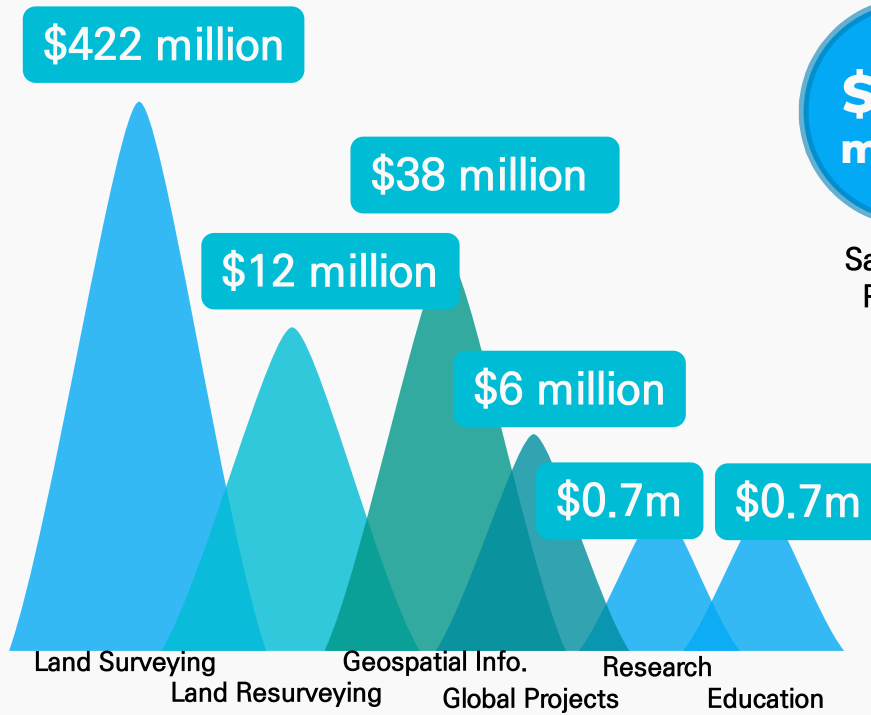 $422 million
$38 million
$12 million
$6 million
$0.7m
$0.7m
Land Surveying
Land Resurveying
Geospatial Info.
Global Projects
Research
Education
$